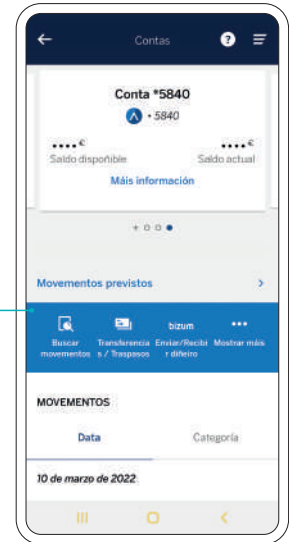 Contas ?
Conta *5840
• 5840
•••• € •••• €
Saldo dispoñible Saldo actual
Máis información
Movementos previstos
bizum
Buscar Transferencia Enviar/Recibi Mostrar máis
movementos s / Traspasos r diñeiro
MOVEMENTOS
Data Categoría
10 de marzo de 2022